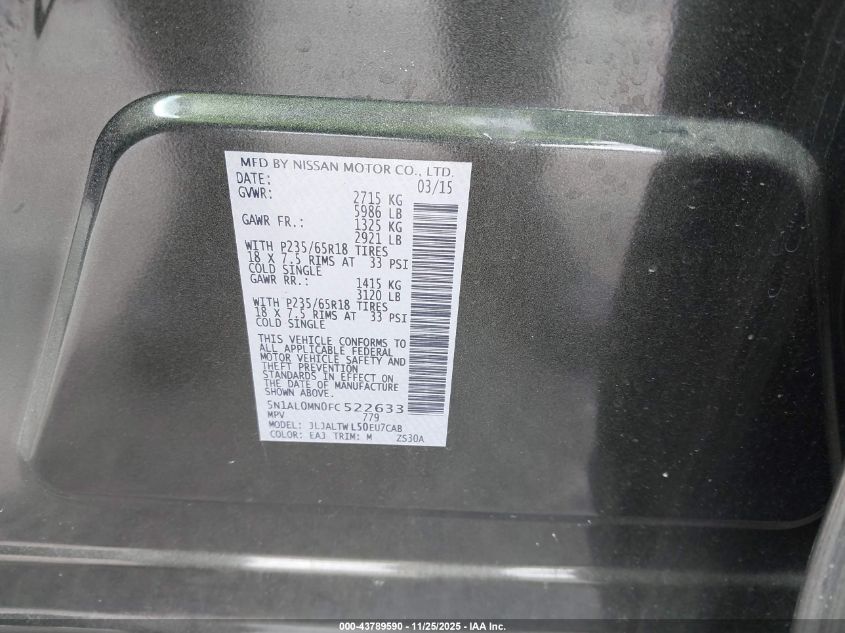 MFD BY NISSAN MOTOR CO., LTD.
DATE: 03/15
GVWR: 2715 KG
5986 LB
GAWR FR.: 1325 KG
2921 LB
WITH P235/65R18 TIRES
18 X 7.5 RIMS AT 33 PSI
COLD SINGLE
GAWR RR.: 1415 KG
3120 LB
WITH P235/65R18 TIRES
18 X 7.5 RIMS AT 33 PSI
COLD SINGLE
THIS VEHICLE CONFORMS TO
ALL APPLICABLE FEDERAL
MOTOR VEHICLE SAFETY AND
THEFT PREVENTION
STANDARDS IN EFFECT ON
THE DATE OF MANUFACTURE
SHOWN ABOVE.
5N1AL0MN0FC522633
MPV 779
MODEL: JLJALTW L50EU7CAB
COLOR: EAJ TRIM: M ZS30A
000-43789590 - 11/25/2025 - IAA Inc.